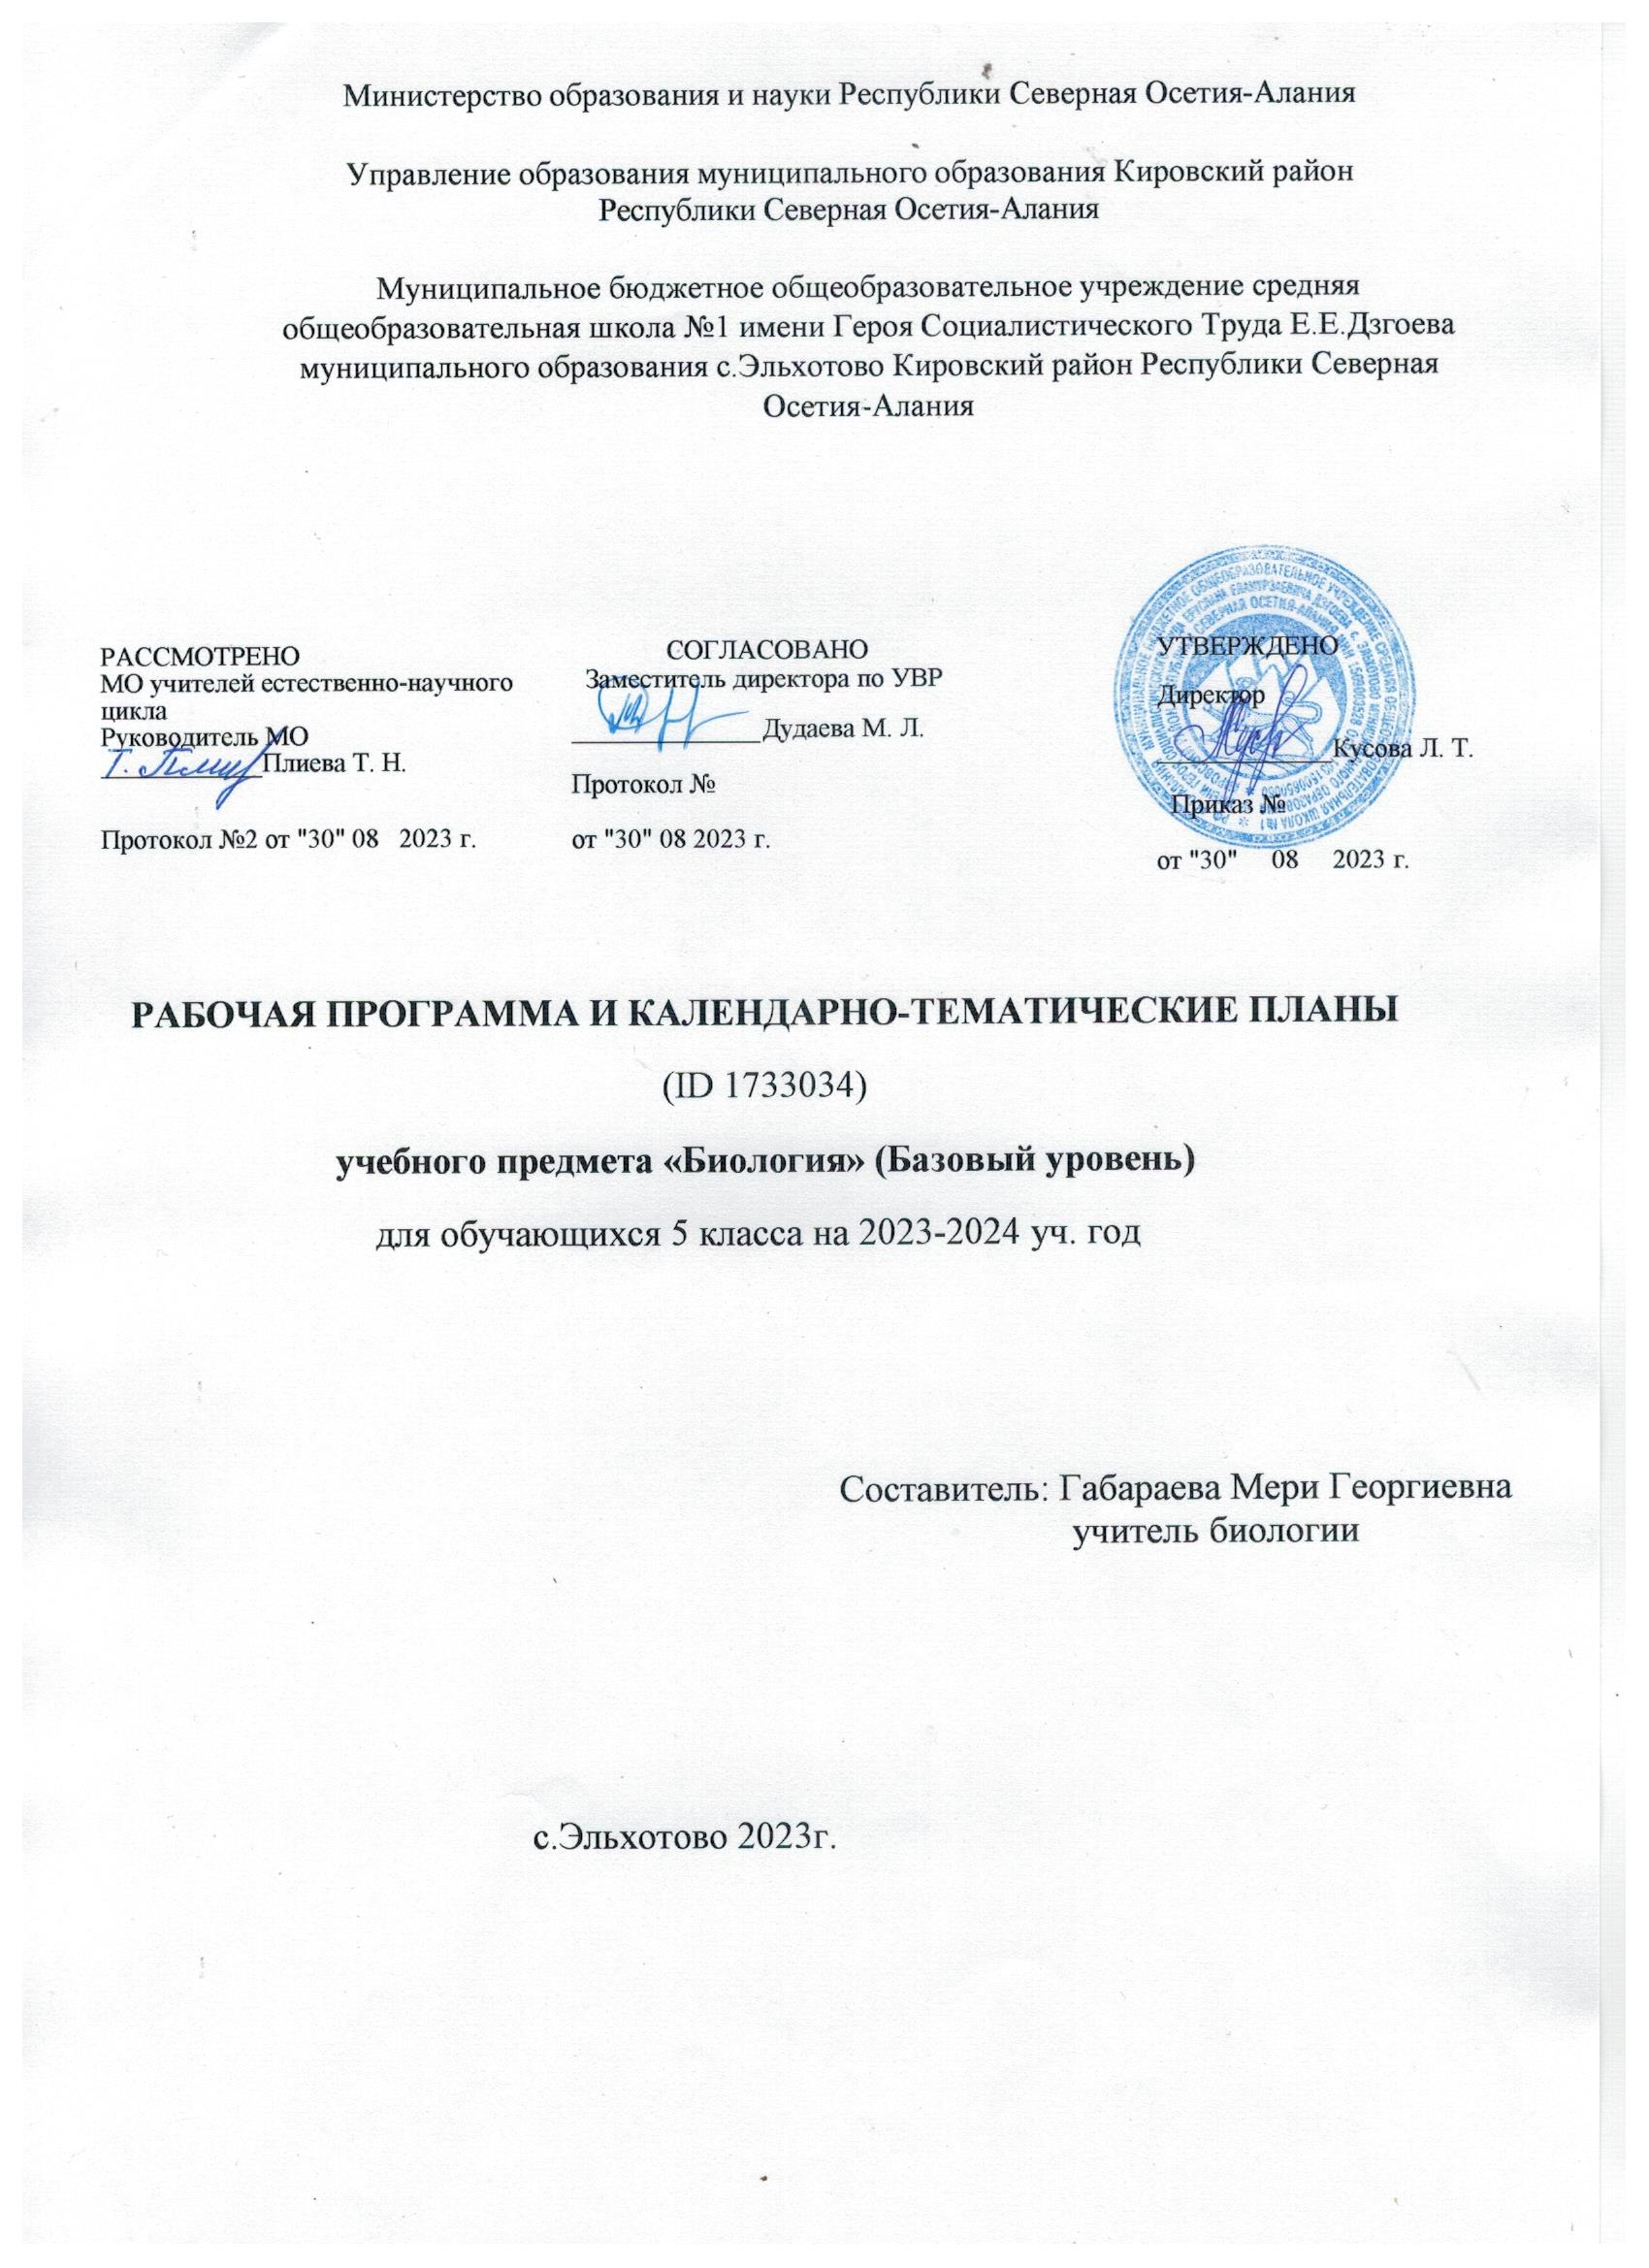 Министерство образования и науки Республики Северная Осетия-Алания
Управление образования муниципального образования Кировский район
Республики Северная Осетия-Алания
Муниципальное бюджетное общеобразовательное учреждение средняя
общеобразовательная школа №1 имени Героя Социалистического Труда Е.Е.Дзгоева
муниципального образования с.Эльхотово Кировский район Республики Северная
Осетия-Алания
РАССМОТРЕНО
МО учителей естественно-научного
цикла
Руководитель МО
Плиева Т. Н.
Протокол №2 от "30" 08 2023 г.
СОГЛАСОВАНО
Заместитель директора по УВР
Дудаева М. Л.
Протокол №
от "30" 08 2023 г.
УТВЕРЖДЕНО
Директор
Кусова Л. Т.
Приказ №
от "30" 08 2023 г.
РАБОЧАЯ ПРОГРАММА И КАЛЕНДАРНО-ТЕМАТИЧЕСКИЕ ПЛАНЫ
(ID 1733034)
учебного предмета «Биология» (Базовый уровень)
для обучающихся 5 класса на 2023-2024 уч. год
Составитель: Габараева Мери Георгиевна
учитель биологии
с.Эльхотово 2023г.